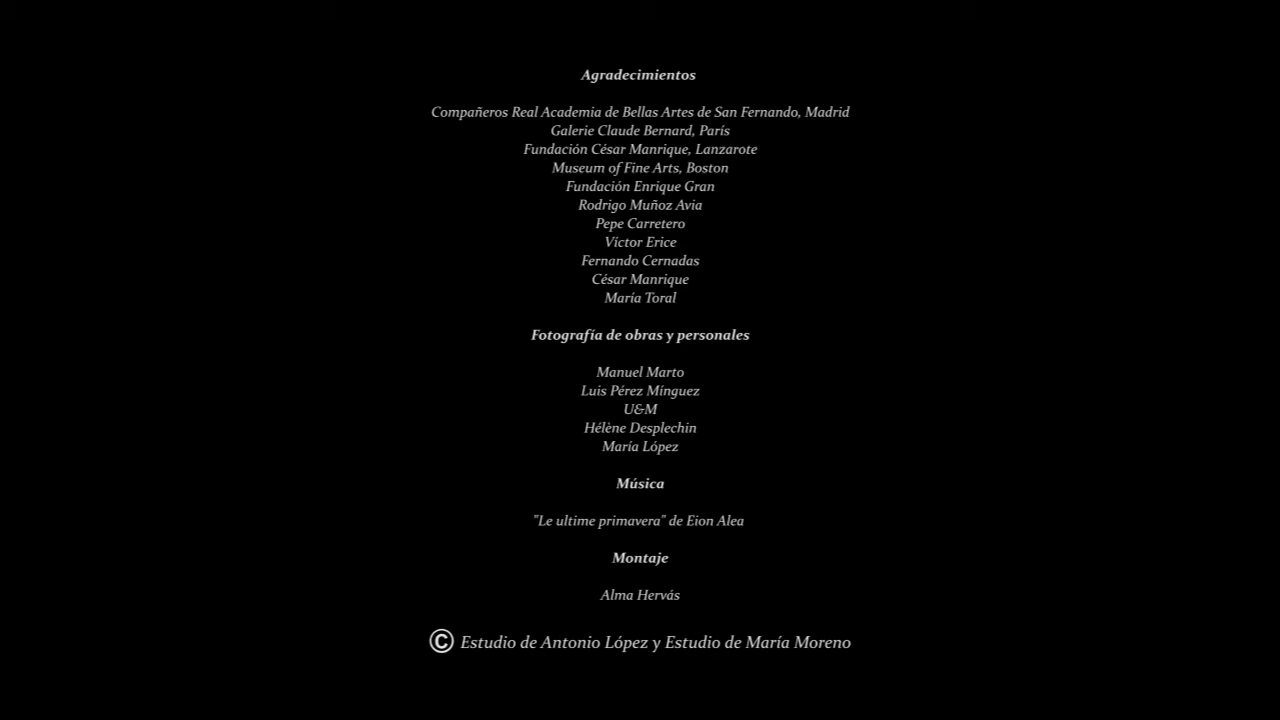 Agradecimientos
Compañeros Real Academia de Bellas Artes de San Fernando, Madrid
Galerie Claude Bernard, París
Fundación César Manrique, Lanzarote
Museum of Fine Arts, Boston
Fundación Enrique Gran
Rodrigo Muñoz Avia
Pepe Carretero
Víctor Erice
Fernando Cernadas
César Manrique
María Toral
Fotografía de obras y personales
Manuel Marto
Luis Pérez Mínguez
U&M
Hélène Desplechin
María López
Música
"Le ultime primavera" de Eion Alea
Montaje
Alma Hervás
© Estudio de Antonio López y Estudio de María Moreno